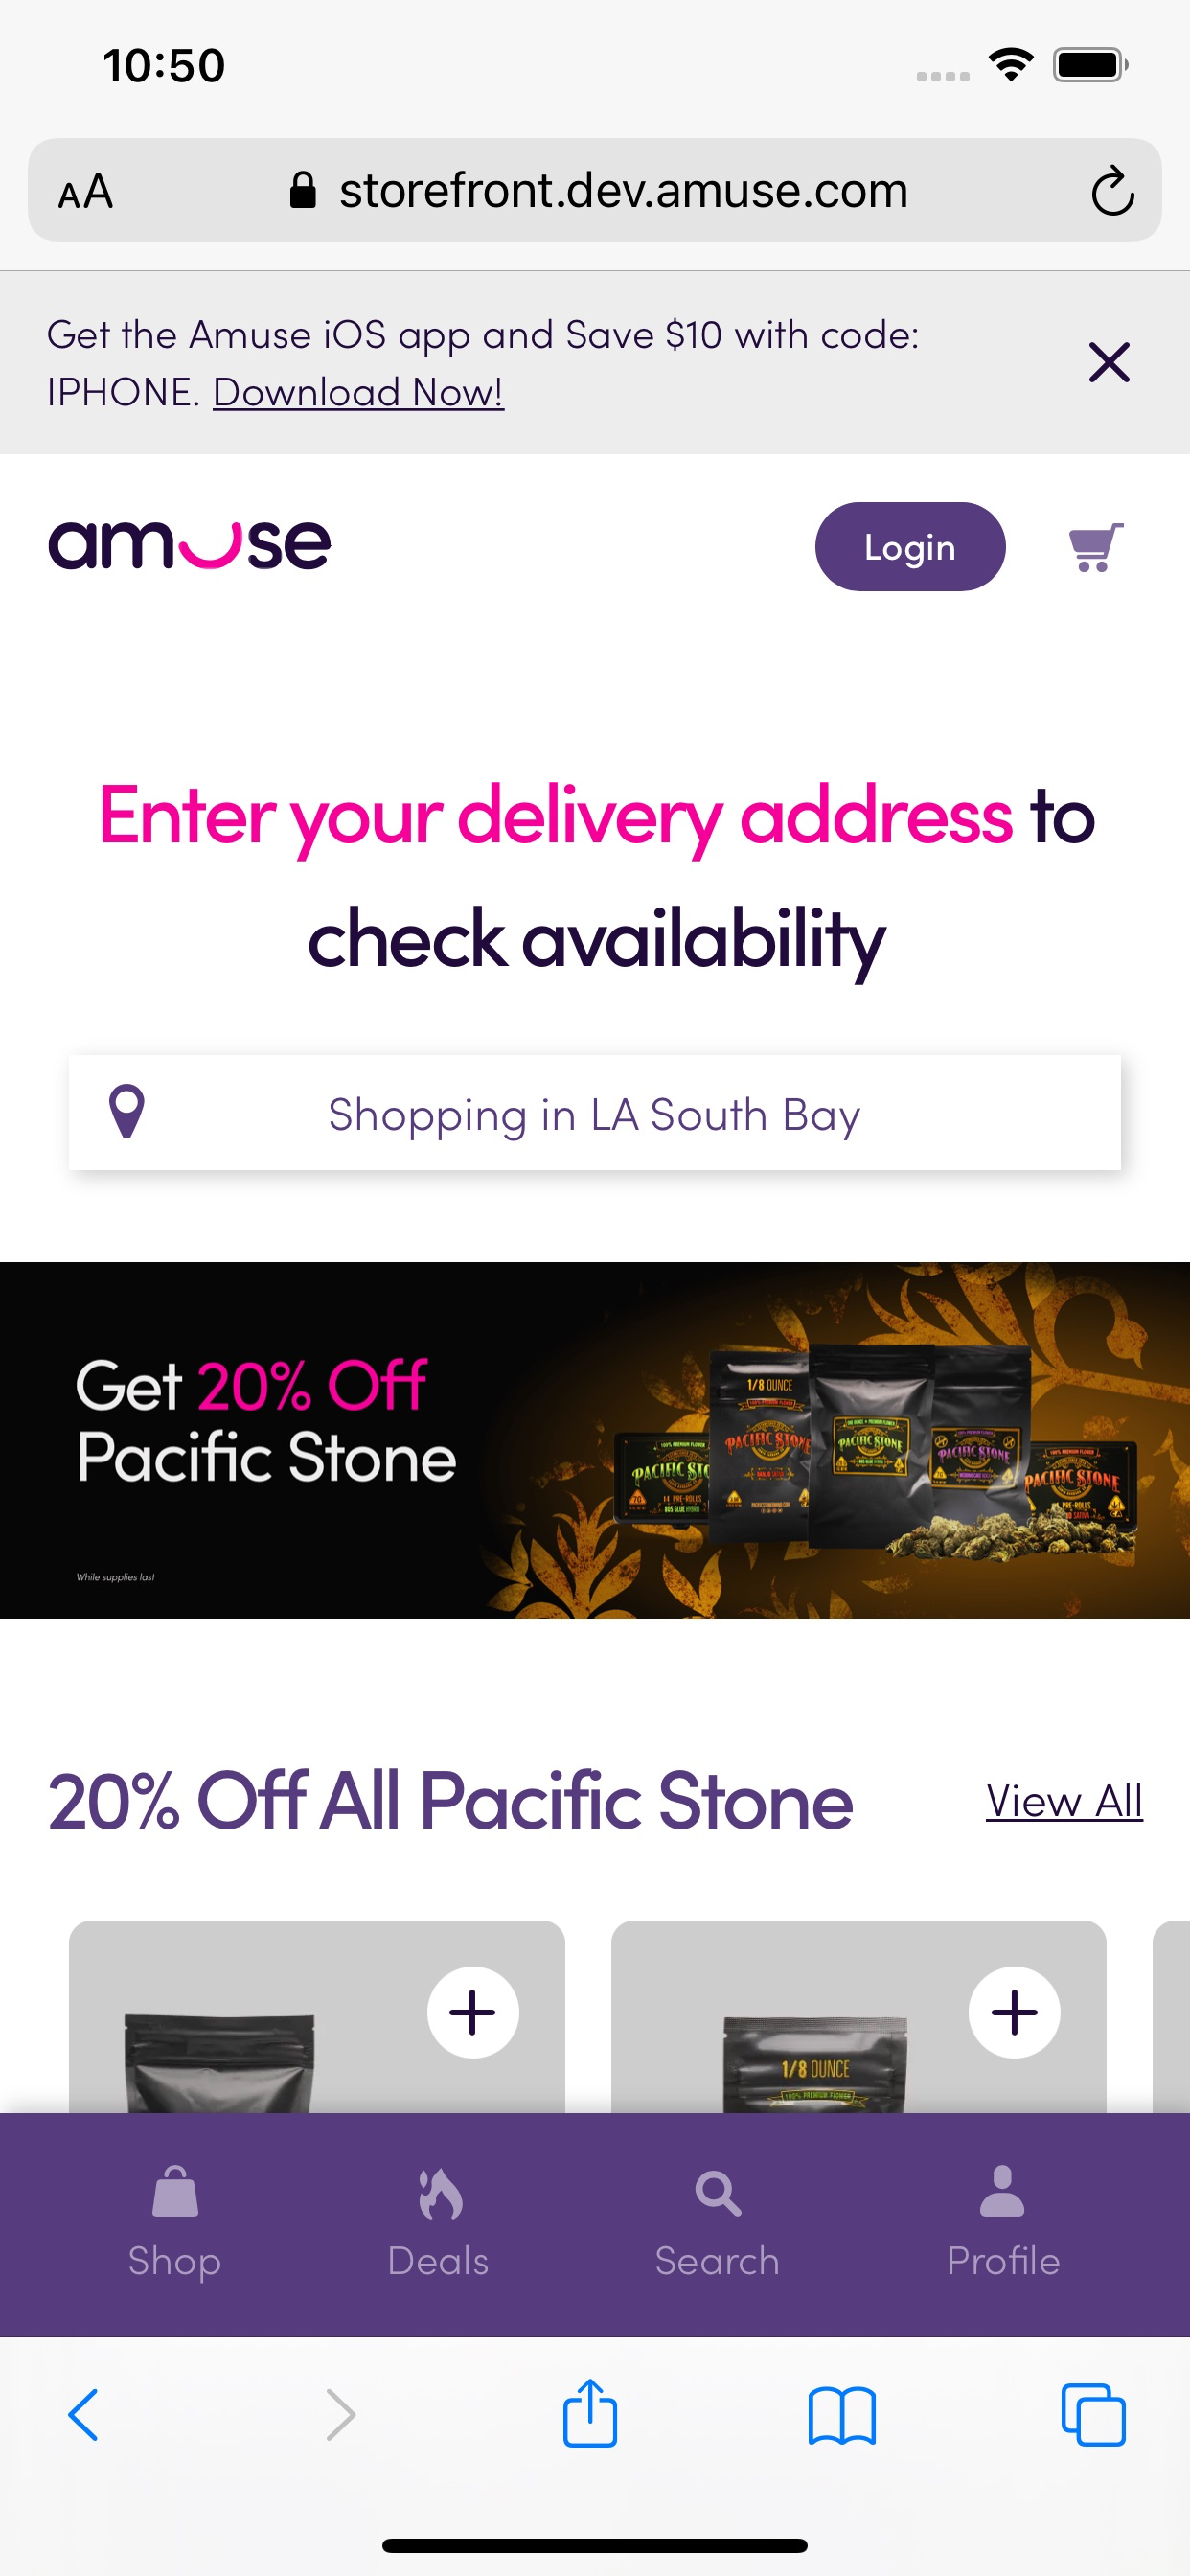 10:50
AA
storefront.dev.amuse.com
Get the Amuse iOS app and Save $10 with code:
IPHONE. Download Now!
amuse
Login
Enter your delivery address to
check availability
Shopping in LA South Bay
Get 20% Off
Pacific Stone
While supplies last
1/8 OUNCE
PACIFIC STONE
PACIFIC STONE
PACIFIC STONE
PACIFIC STONE
20% Off All Pacific Stone
View All
1/8 OUNCE
100% PREMIUM FLOWER
Shop
Deals
Search
Profile